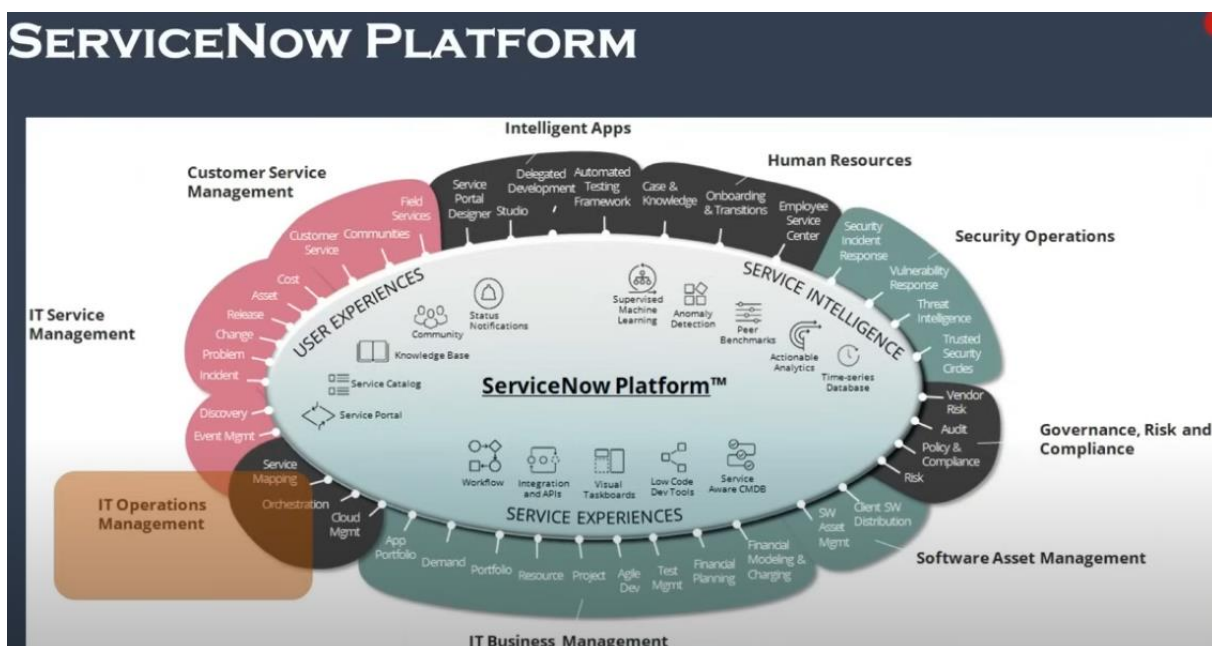 SERVICENOW PLATFORM
Intelligent Apps
Customer Service
Management
Human Resources
Security Operations
IT Service
Management
Governance, Risk and
Compliance
IT Operations
Management
Software Asset Management
IT Business Management
Service
Portal
Designer
Studio
Delegated
Development
Automated
Testing
Framework
Case &
Knowledge
Onboarding
& Transitions
Employee
Service
Center
Security
Incident
Response
Vulnerability
Response
Threat
Intelligence
Trusted
Security
Circles
Vendor
Risk
Audit
Policy &
Compliance
Risk
Client SW
Distribution
SW
Asset
Mgmt
Financial
Modeling &
Charging
Financial
Planning
Test
Mgmt
Agile
Dev
Project
Resource
Portfolio
Demand
App
Portfolio
Cloud
Mgmt
Orchestration
Service
Mapping
Event Mgmt
Discovery
Incident
Problem
Change
Release
Asset
Cost
Customer
Service
Communities
Field
Services
USER EXPERIENCES
Status
Notifications
Community
Knowledge Base
Service Catalog
Service Portal
SERVICE INTELLIGENCE
Supervised
Machine
Learning
Anomaly
Detection
Peer
Benchmarks
Actionable
Analytics
Time-series
Database
ServiceNow Platform™
Workflow
Integration
and APIs
Visual
Taskboards
Low Code
Dev Tools
Service
Aware CMDB
SERVICE EXPERIENCES